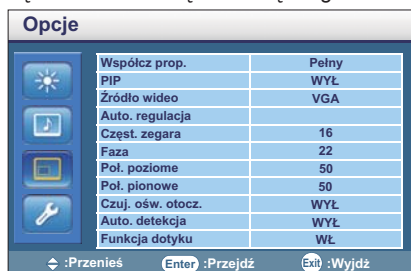 Opcje
Współcz prop. Pełny
PIP WYŁ
Źródło wideo VGA
Auto. regulacja
Częst. zegara 16
Faza 22
Poł. poziome 50
Poł. pionowe 50
Czuj. ośw. otocz. WYŁ
Auto. detekcja WYŁ
Funkcja dotyku WŁ
:Przenieś Enter :Przejdź Exit :Wyjdż